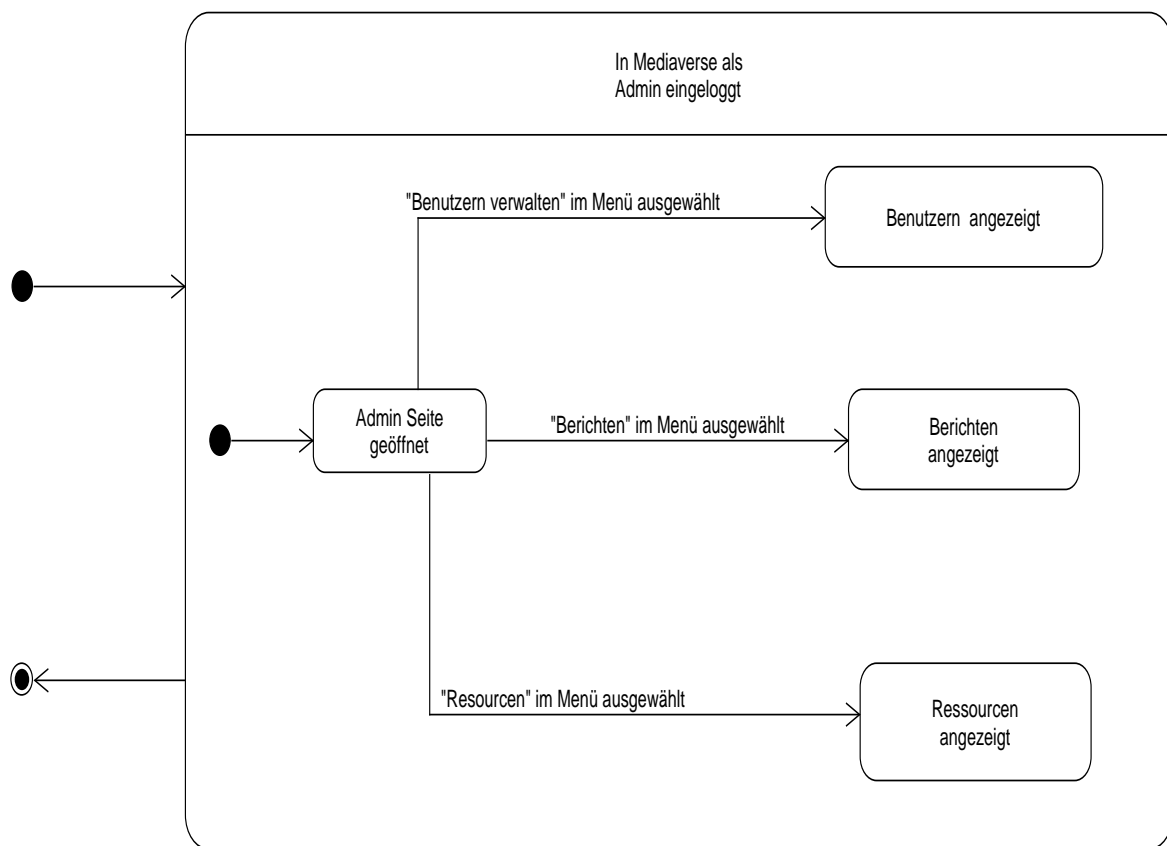 In Mediaverse als
Admin eingeloggt
"Benutzern verwalten" im Menü ausgewählt
Benutzern angezeigt
Admin Seite
geöffnet
"Berichten" im Menü ausgewählt
Berichten
angezeigt
"Resourcen" im Menü ausgewählt
Ressourcen
angezeigt